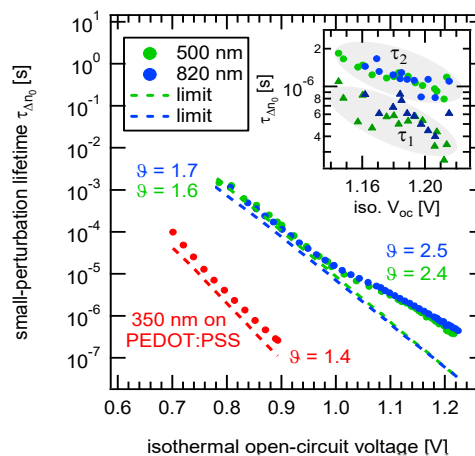 small-perturbation lifetime τΔn0 [s]
10^1
10^0
10^-1
10^-2
10^-3
10^-4
10^-5
10^-6
10^-7
500 nm
820 nm
limit
limit
ϑ = 1.7
ϑ = 1.6
ϑ = 2.5
ϑ = 2.4
350 nm on
PEDOT:PSS
ϑ = 1.4
0.6 0.7 0.8 0.9 1.0 1.1 1.2 1.3
isothermal open-circuit voltage [V]
τΔn0 [s]
2
10^-6
8
6
4
τ2
τ1
1.16 1.20
iso. Voc [V]